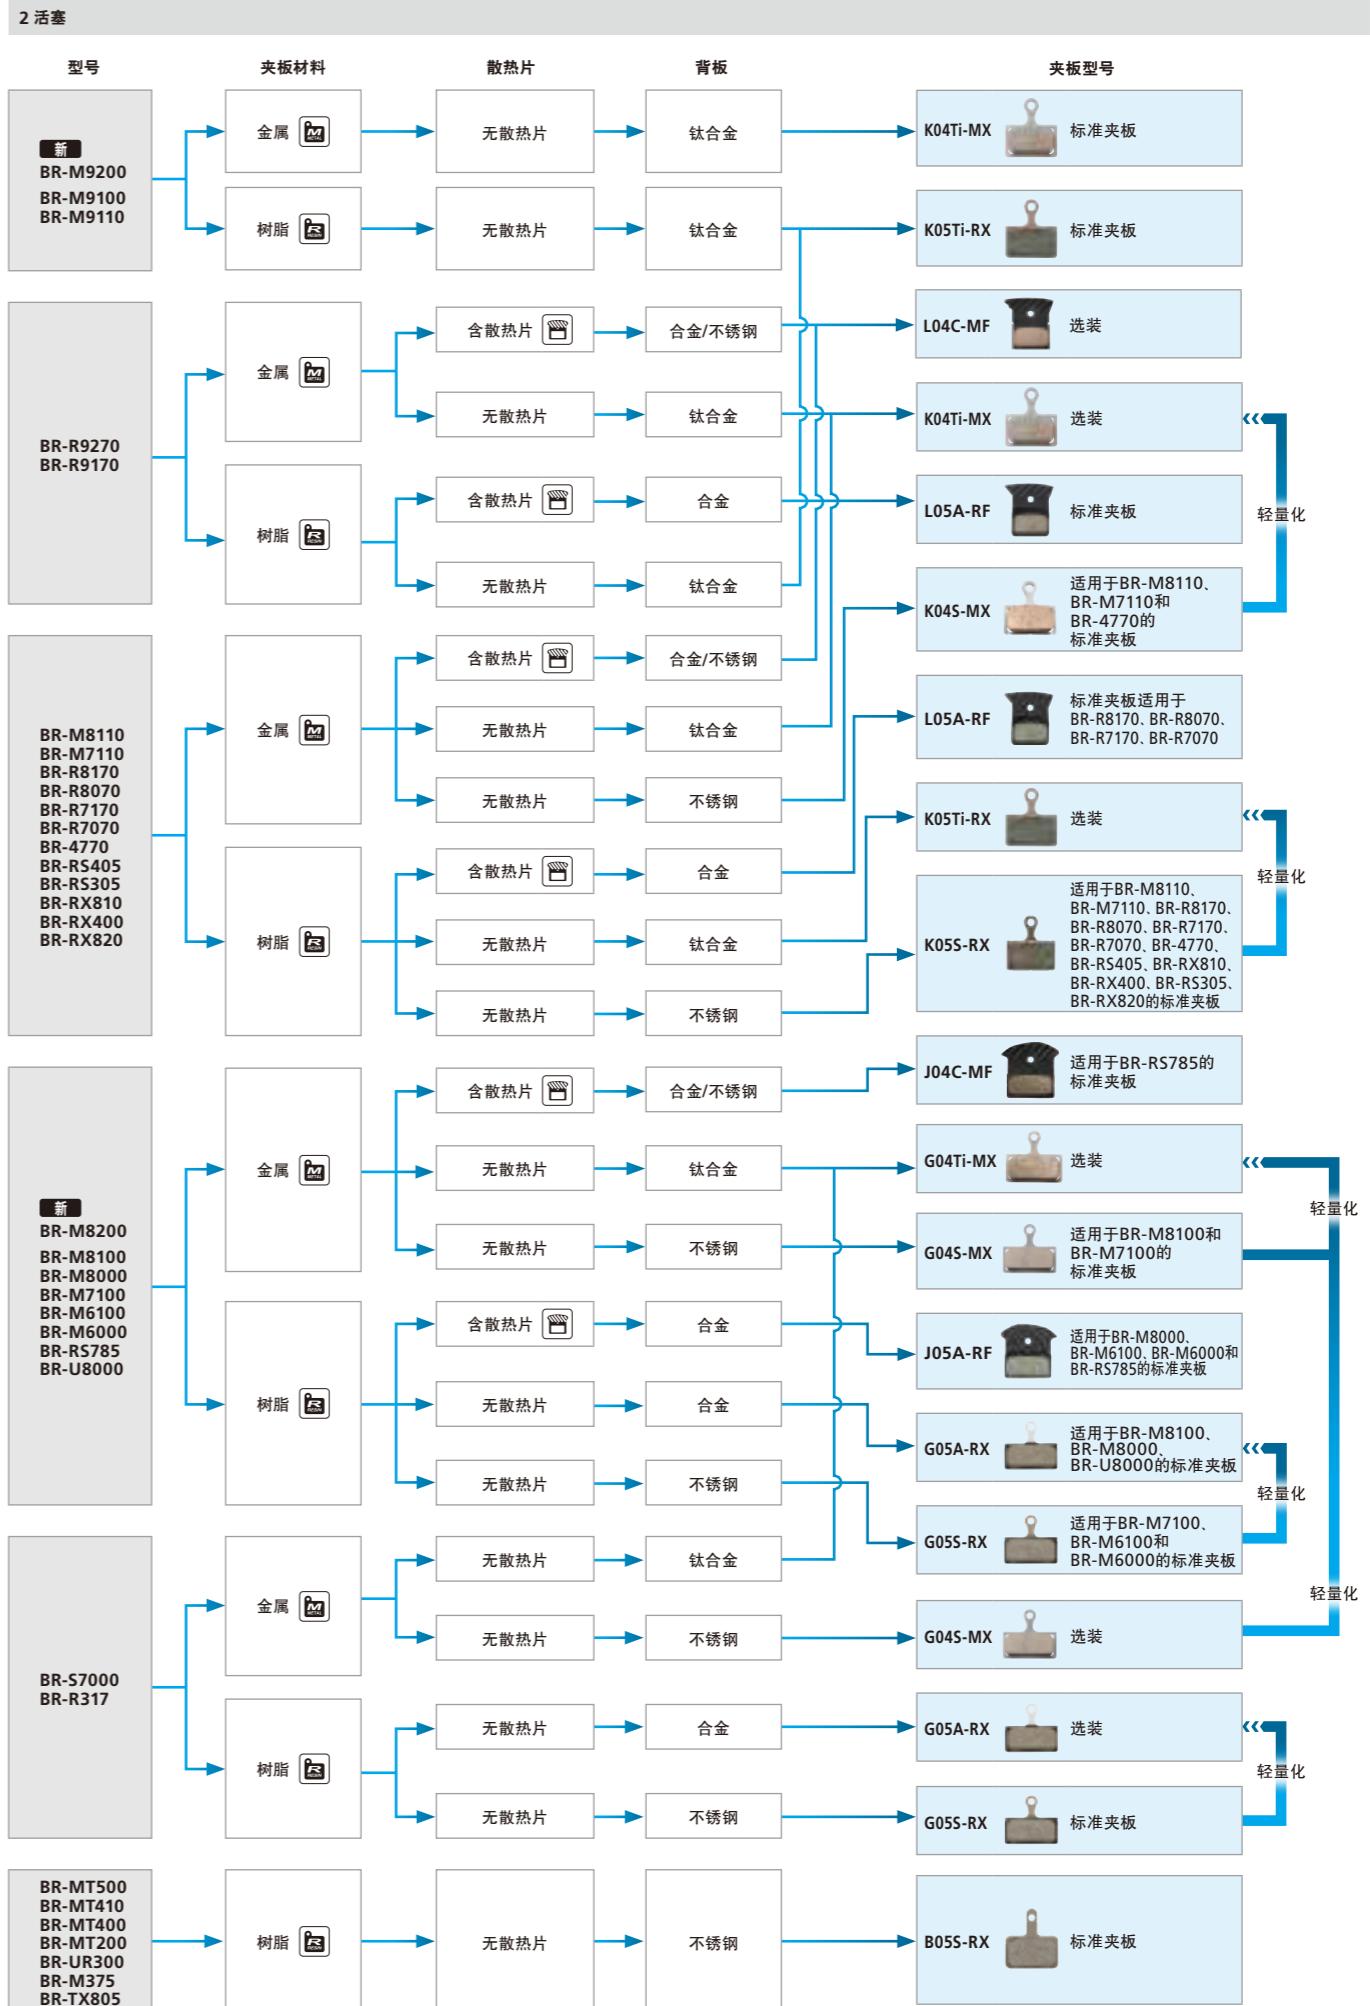 2 活塞
型号
夹板材料
散热片
背板
夹板型号
新
BR-M9200
BR-M9100
BR-M9110
金属
M
METAL
无散热片
钛合金
K04Ti-MX
标准夹板
树脂
R
RESIN
无散热片
钛合金
K05Ti-RX
标准夹板
BR-R9270
BR-R9170
金属
M
METAL
含散热片
合金/不锈钢
L04C-MF
选装
无散热片
钛合金
K04Ti-MX
选装
树脂
R
RESIN
含散热片
合金
L05A-RF
标准夹板
轻量化
无散热片
钛合金
K04S-MX
适用于BR-M8110、
BR-M7110和
BR-4770的
标准夹板
BR-M8110
BR-M7110
BR-R8170
BR-R8070
BR-R7170
BR-R7070
BR-4770
BR-RS405
BR-RS305
BR-RX810
BR-RX400
BR-RX820
金属
M
METAL
含散热片
合金/不锈钢
无散热片
钛合金
无散热片
不锈钢
L05A-RF
标准夹板适用于
BR-R8170、BR-R8070、
BR-R7170、BR-R7070
K05Ti-RX
选装
轻量化
树脂
R
RESIN
含散热片
合金
无散热片
钛合金
无散热片
不锈钢
K05S-RX
适用于BR-M8110、
BR-M7110、BR-R8170、
BR-R8070、BR-R7170、
BR-R7070、BR-4770、
BR-RS405、BR-RX810、
BR-RX400、BR-RS305、
BR-RX820的标准夹板
新
BR-M8200
BR-M8100
BR-M8000
BR-M7100
BR-M6100
BR-M6000
BR-RS785
BR-U8000
金属
M
METAL
含散热片
合金/不锈钢
J04C-MF
适用于BR-RS785的
标准夹板
无散热片
钛合金
G04Ti-MX
选装
轻量化
无散热片
不锈钢
G04S-MX
适用于BR-M8100和
BR-M7100的
标准夹板
树脂
R
RESIN
含散热片
合金
J05A-RF
适用于BR-M8000、
BR-M6100、BR-M6000和
BR-RS785的标准夹板
无散热片
合金
G05A-RX
适用于BR-M8100、
BR-M8000、
BR-U8000的标准夹板
轻量化
无散热片
不锈钢
G05S-RX
适用于BR-M7100、
BR-M6100和
BR-M6000的标准夹板
BR-S7000
BR-R317
金属
M
METAL
无散热片
钛合金
轻量化
无散热片
不锈钢
G04S-MX
选装
树脂
R
RESIN
无散热片
合金
G05A-RX
选装
轻量化
无散热片
不锈钢
G05S-RX
标准夹板
BR-MT500
BR-MT410
BR-MT400
BR-MT200
BR-UR300
BR-M375
BR-TX805
树脂
R
RESIN
无散热片
不锈钢
B05S-RX
标准夹板